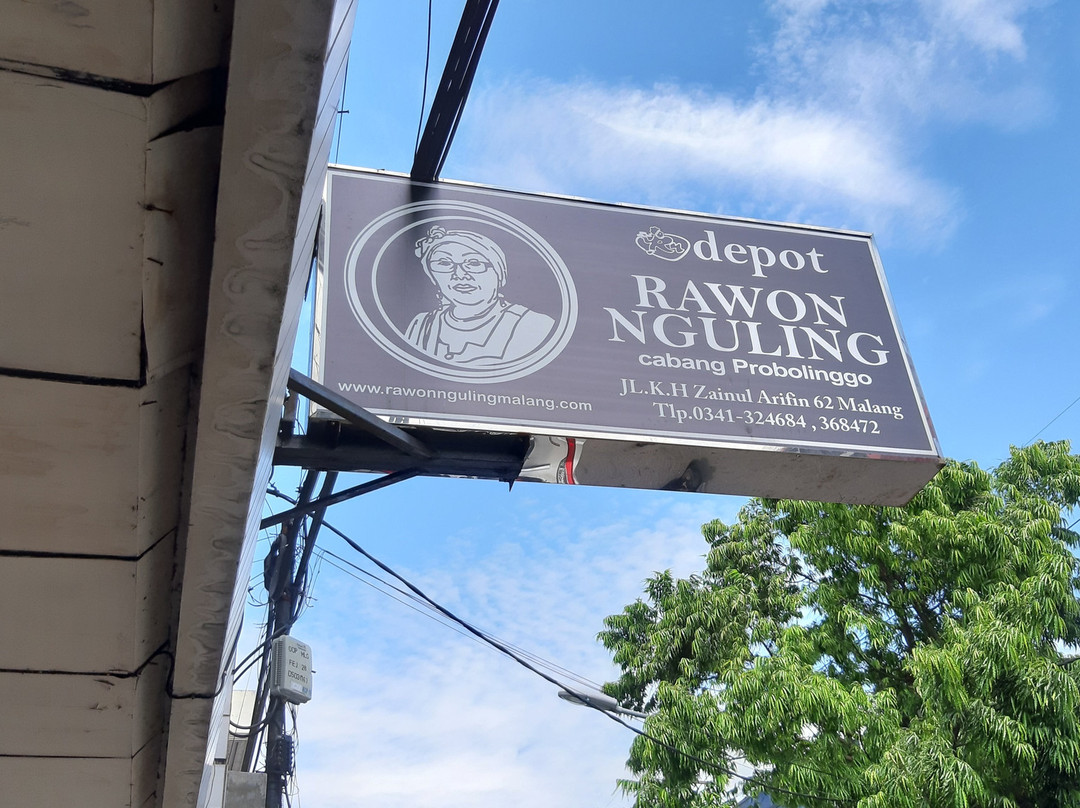 depot
RAWON
NGULING
cabang Probolinggo
JL.K.H Zainul Arifin 62 Malang
Tlp.0341-324684 , 368472
www.rawonngulingmalang.com